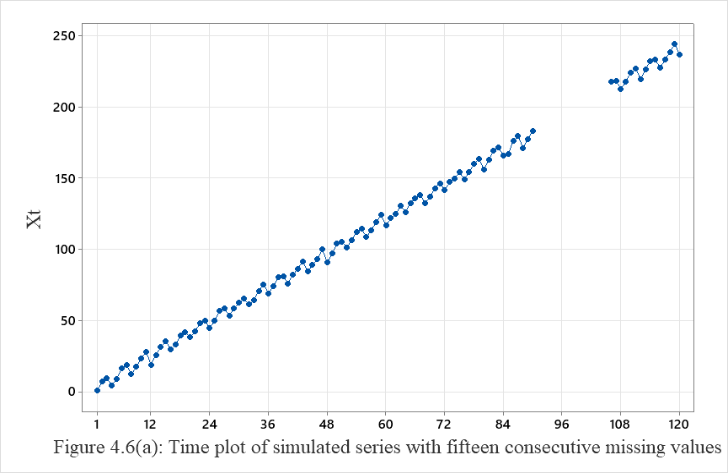 250
200
150
100
50
0
Xt
1 12 24 36 48 60 72 84 96 108 120
Figure 4.6(a): Time plot of simulated series with fifteen consecutive missing values